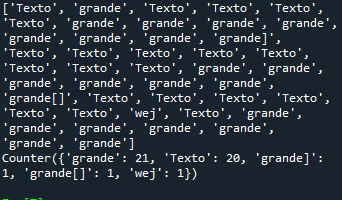 ['Texto', 'grande', 'Texto', 'Texto', 'Texto',
'Texto', 'grande', 'grande', 'grande', 'grande',
'grande', 'grande', 'grande', 'grande]',
'Texto', 'Texto', 'Texto', 'Texto', 'Texto',
'Texto', 'Texto', 'Texto', 'grande', 'grande',
'grande', 'grande', 'grande', 'grande',
'grande[]', 'Texto', 'Texto', 'Texto', 'Texto',
'Texto', 'Texto', 'wej', 'Texto', 'grande',
'grande', 'grande', 'grande', 'grande',
'grande', 'grande']
Counter({'grande': 21, 'Texto': 20, 'grande]':
1, 'grande[]': 1, 'wej': 1})